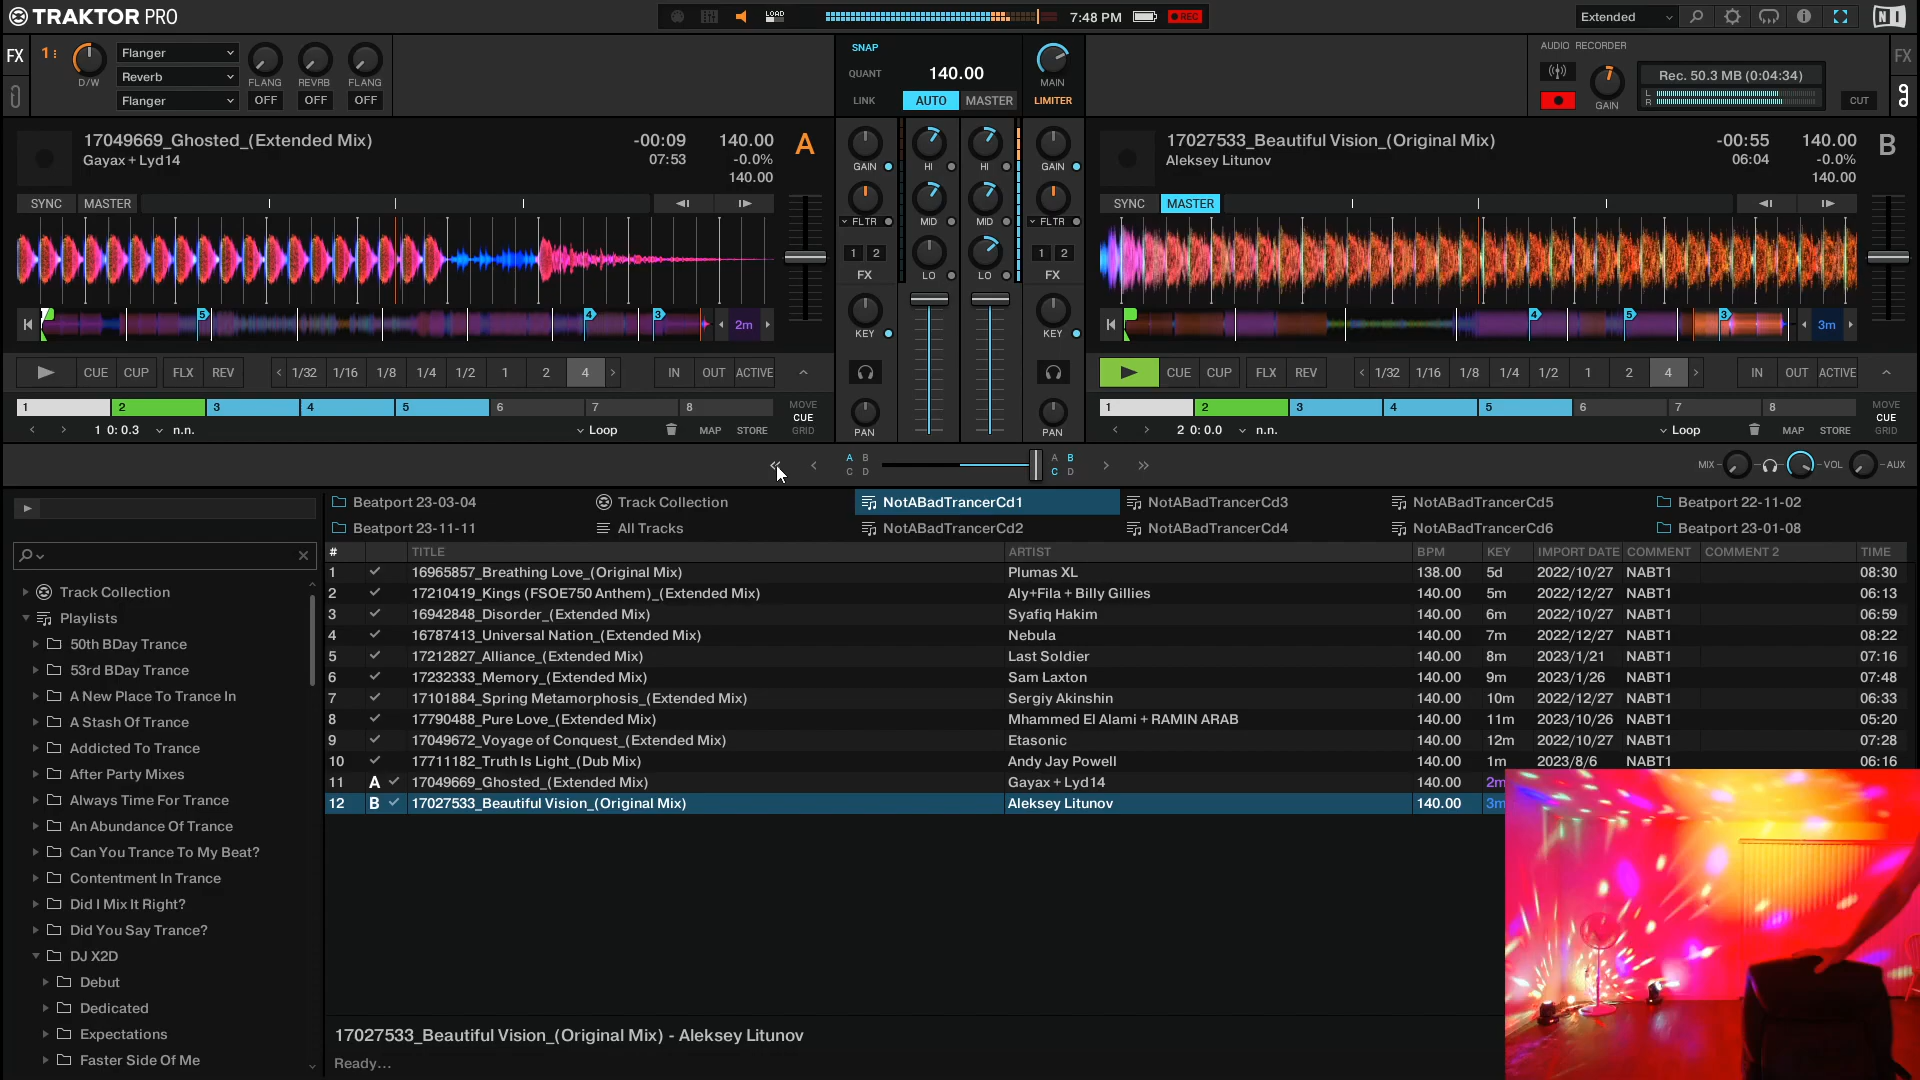 TRAKTOR PRO
LOAD
7:48 PM
REC
Extended
FX
1
D/W
Flanger
Reverb
Flanger
FLANG
REVRB
FLANG
OFF
OFF
OFF
SNAP
QUANT
LINK
140.00
AUTO
MASTER
MAIN
LIMITER
AUDIO RECORDER
GAIN
Rec. 50.3 MB (0:04:34)
L
R
CUT
FX
17049669_Ghosted_(Extended Mix)
Gayax + Lyd14
-00:09
07:53
140.00
-0.0%
140.00
A
SYNC
MASTER
5
4
3
2m
CUE
CUP
FLX
REV
1/32
1/16
1/8
1/4
1/2
1
2
4
IN
OUT
ACTIVE
1
2
3
4
5
6
7
8
MOVE
CUE
GRID
1 0: 0.3
n.n.
Loop
MAP
STORE
GAIN
HI
HI
GAIN
FLTR
MID
MID
FLTR
1 2
FX
LO
LO
1 2
FX
KEY
KEY
PAN
PAN
17027533_Beautiful Vision_(Original Mix)
Aleksey Litunov
-00:55
06:04
140.00
-0.0%
140.00
B
SYNC
MASTER
4
5
3
3m
CUE
CUP
FLX
REV
1/32
1/16
1/8
1/4
1/2
1
2
4
IN
OUT
ACTIVE
1
2
3
4
5
6
7
8
MOVE
CUE
GRID
2 0: 0.0
n.n.
Loop
MAP
STORE
A B
C D
A B
C D
MIX
VOL
AUX
Beatport 23-03-04
Track Collection
NotABadTrancerCd1
NotABadTrancerCd3
NotABadTrancerCd5
Beatport 22-11-02
Beatport 23-11-11
All Tracks
NotABadTrancerCd2
NotABadTrancerCd4
NotABadTrancerCd6
Beatport 23-01-08
Track Collection
Playlists
50th BDay Trance
53rd BDay Trance
A New Place To Trance In
A Stash Of Trance
Addicted To Trance
After Party Mixes
Always Time For Trance
An Abundance Of Trance
Can You Trance To My Beat?
Contentment In Trance
Did I Mix It Right?
Did You Say Trance?
DJ X2D
Debut
Dedicated
Expectations
Faster Side Of Me
# TITLE ARTIST BPM KEY IMPORT DATE COMMENT COMMENT 2 TIME
1 16965857_Breathing Love_(Original Mix) Plumas XL 138.00 5d 2022/10/27 NABT1 08:30
2 17210419_Kings (FSOE750 Anthem)_(Extended Mix) Aly+Fila + Billy Gillies 140.00 5m 2022/12/27 NABT1 06:13
3 16942848_Disorder_(Extended Mix) Syafiq Hakim 140.00 6m 2022/10/27 NABT1 06:59
4 16787413_Universal Nation_(Extended Mix) Nebula 140.00 7m 2022/12/27 NABT1 08:22
5 17212827_Alliance_(Extended Mix) Last Soldier 140.00 8m 2023/1/21 NABT1 07:16
6 17232333_Memory_(Extended Mix) Sam Laxton 140.00 9m 2023/1/26 NABT1 07:48
7 17101884_Spring Metamorphosis_(Extended Mix) Sergiy Akinshin 140.00 10m 2022/12/27 NABT1 06:33
8 17790488_Pure Love_(Extended Mix) Mhammed El Alami + RAMIN ARAB 140.00 11m 2023/10/26 NABT1 05:20
9 17049672_Voyage of Conquest_(Extended Mix) Etasonic 140.00 12m 2022/10/27 NABT1 07:28
10 17711182_Truth Is Light_(Dub Mix) Andy Jay Powell 140.00 1m 2023/8/6 NABT1 06:16
11 A 17049669_Ghosted_(Extended Mix) Gayax + Lyd14 140.00 2m
12 B 17027533_Beautiful Vision_(Original Mix) Aleksey Litunov 140.00 3m
17027533_Beautiful Vision_(Original Mix) - Aleksey Litunov
Ready...